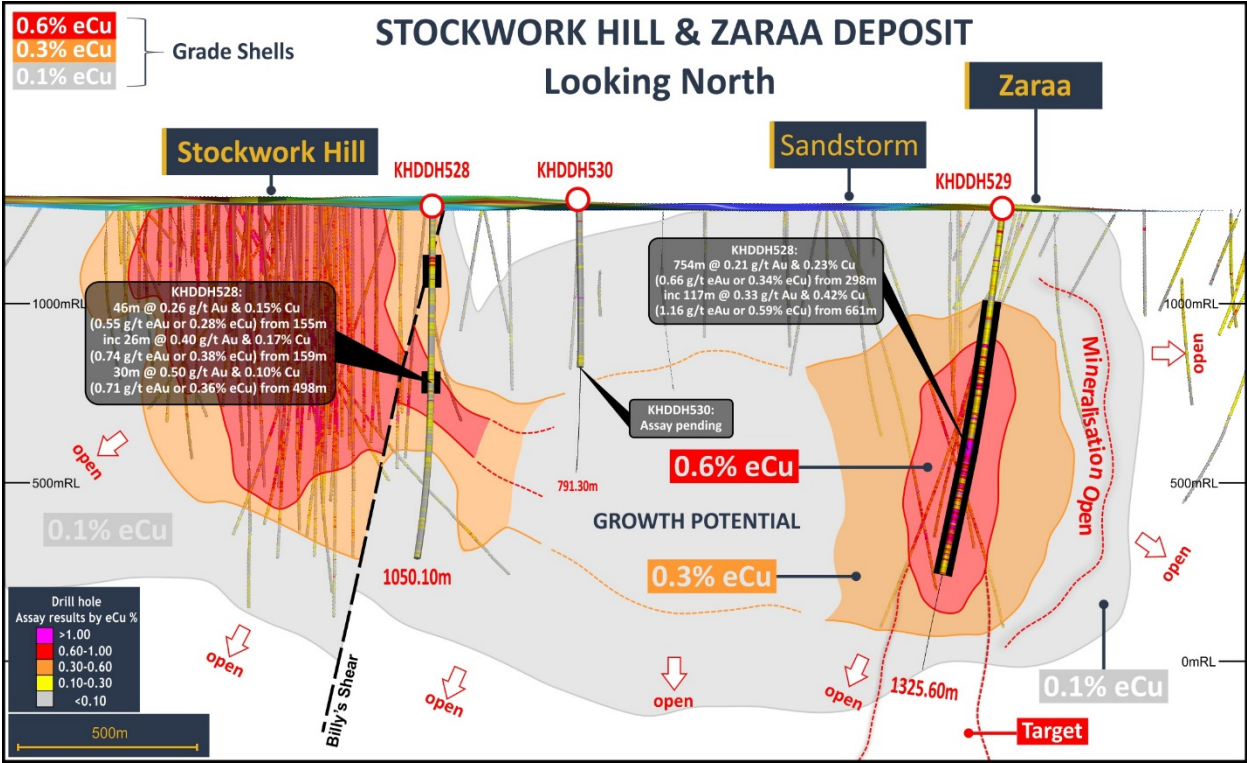 0.6% eCu
0.3% eCu
0.1% eCu
Grade Shells
STOCKWORK HILL & ZARAA DEPOSIT
Looking North
Stockwork Hill
Sandstorm
Zaraa
KHDDH528
KHDDH530
KHDDH529
KHDDH528:
46m @ 0.26 g/t Au & 0.15% Cu
(0.55 g/t eAu or 0.28% eCu) from 155m
inc 26m @ 0.40 g/t Au & 0.17% Cu
(0.74 g/t eAu or 0.38% eCu) from 159m
30m @ 0.50 g/t Au & 0.10% Cu
(0.71 g/t eAu or 0.36% eCu) from 498m
KHDDH528:
754m @ 0.21 g/t Au & 0.23% Cu
(0.66 g/t eAu or 0.34% eCu) from 298m
inc 117m @ 0.33 g/t Au & 0.42% Cu
(1.16 g/t eAu or 0.59% eCu) from 661m
1000mRL
1000mRL
open
Mineralisation Open
KHDDH530:
Assay pending
open
0.6% eCu
500mRL
791.30m
500mRL
GROWTH POTENTIAL
0.1% eCu
open
1050.10m
0.3% eCu
Drill hole
Assay results by eCu %
>1.00
0.60-1.00
0.30-0.60
0.10-0.30
<0.10
500m
open
Billy's Shear
open
open
open
1325.60m
0mRL
0.1% eCu
Target